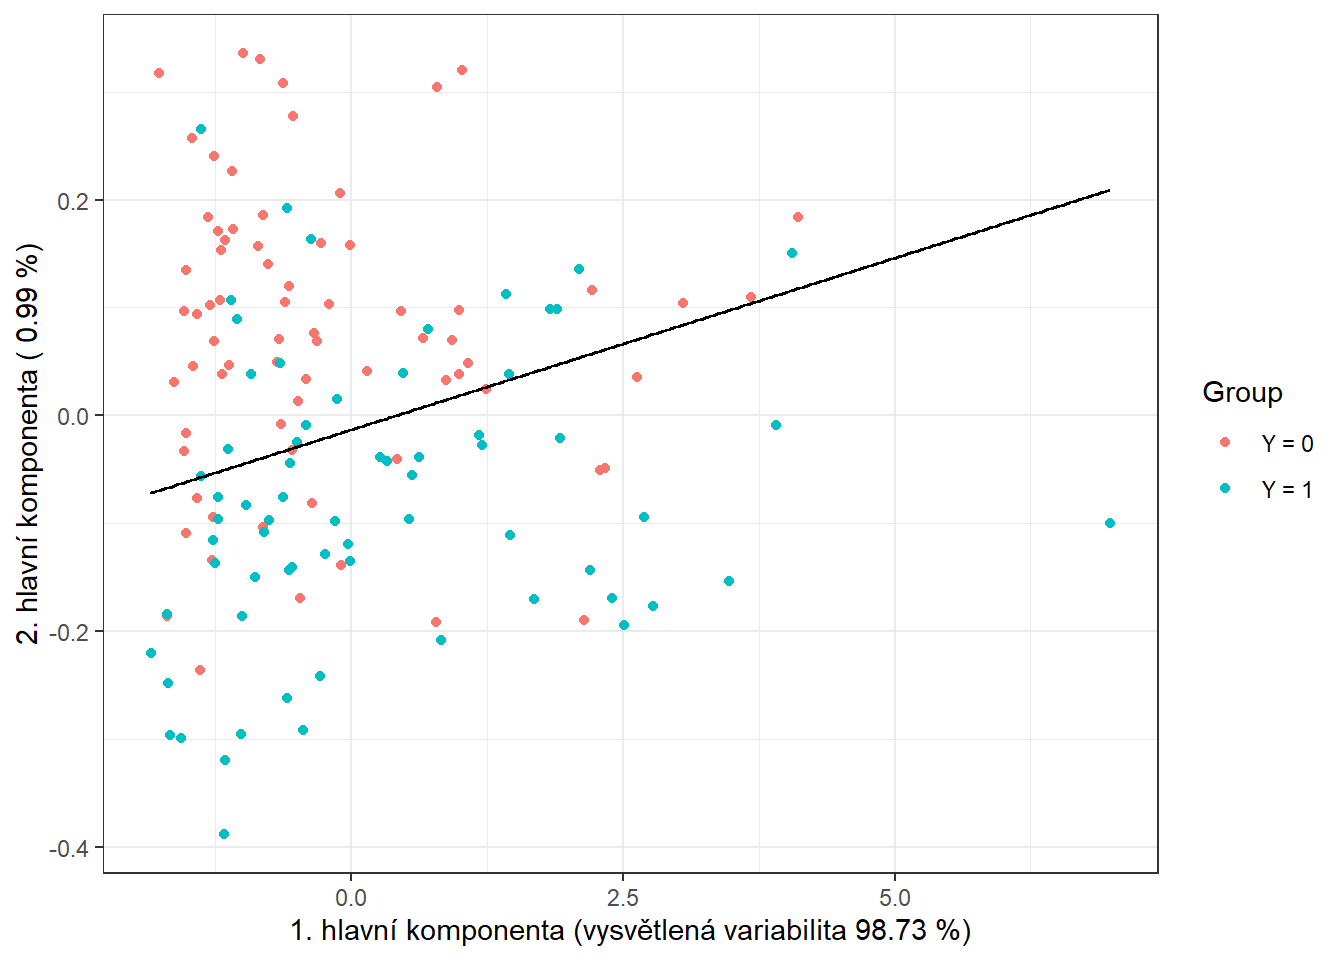 0.2
0.0
-0.2
-0.4
2. hlavní komponenta ( 0.99 %)
0.0 2.5 5.0
1. hlavní komponenta (vysvětlená variabilita 98.73 %)
Group
Y = 0
Y = 1